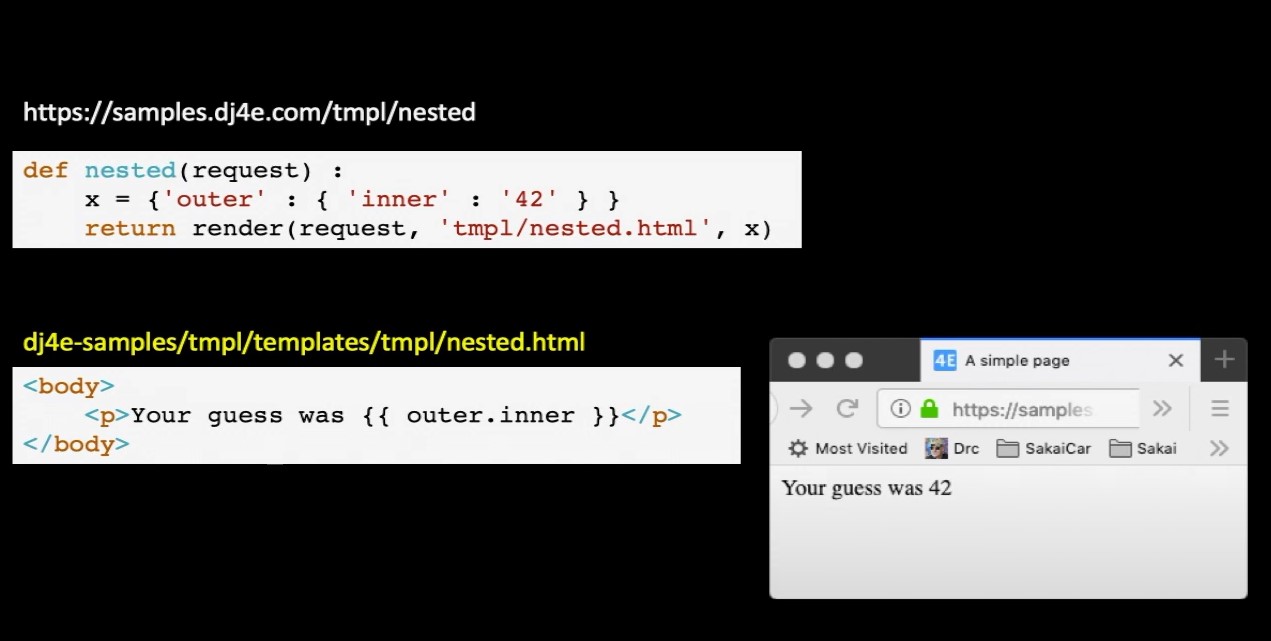 https://samples.dj4e.com/tmpl/nested
def nested(request) :
    x = {'outer' : { 'inner' : '42' } }
    return render(request, 'tmpl/nested.html', x)
dj4e-samples/tmpl/templates/tmpl/nested.html
<body>
    <p>Your guess was {{ outer.inner }}</p>
</body>
4E A simple page
https://samples
Most Visited Drc SakaiCar Sakai
Your guess was 42